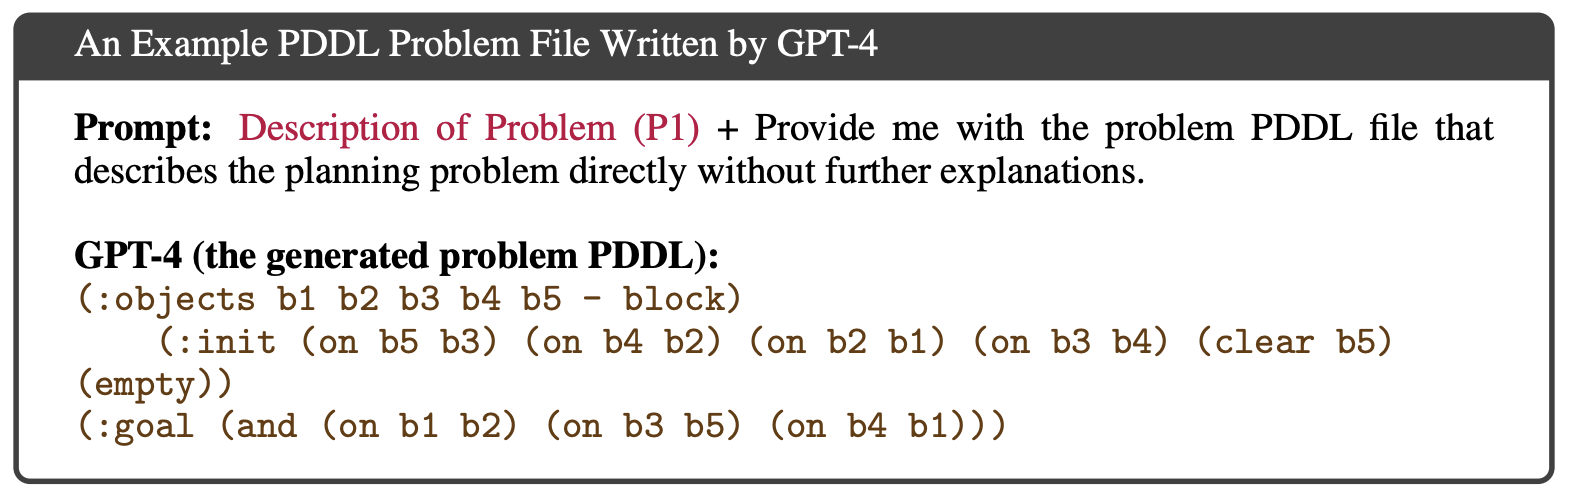 An Example PDDL Problem File Written by GPT-4
Prompt: Description of Problem (P1) + Provide me with the problem PDDL file that
describes the planning problem directly without further explanations.
GPT-4 (the generated problem PDDL):
(:objects b1 b2 b3 b4 b5 - block)
(:init (on b5 b3) (on b4 b2) (on b2 b1) (on b3 b4) (clear b5)
(empty))
(:goal (and (on b1 b2) (on b3 b5) (on b4 b1)))